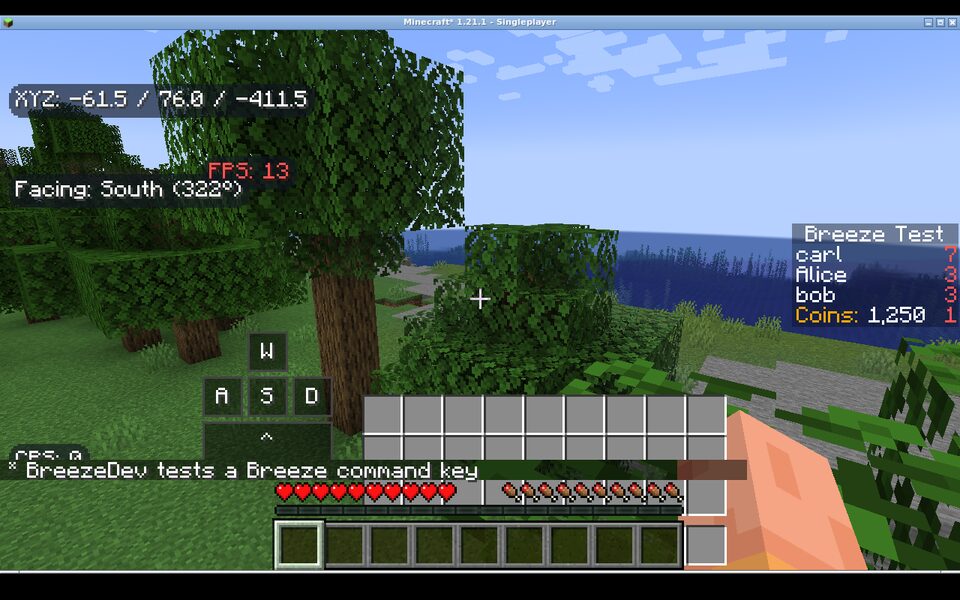 Minecraft* 1.21.1 - Singleplayer
XYZ: -61.5 / 76.0 / -411.5
FPS: 13
Facing: South (322°)
Breeze Test
carl 7
Alice 3
bob 3
Coins: 1,250 1
W
A S D
^
CPS: 0
* BreezeDev tests a Breeze command key